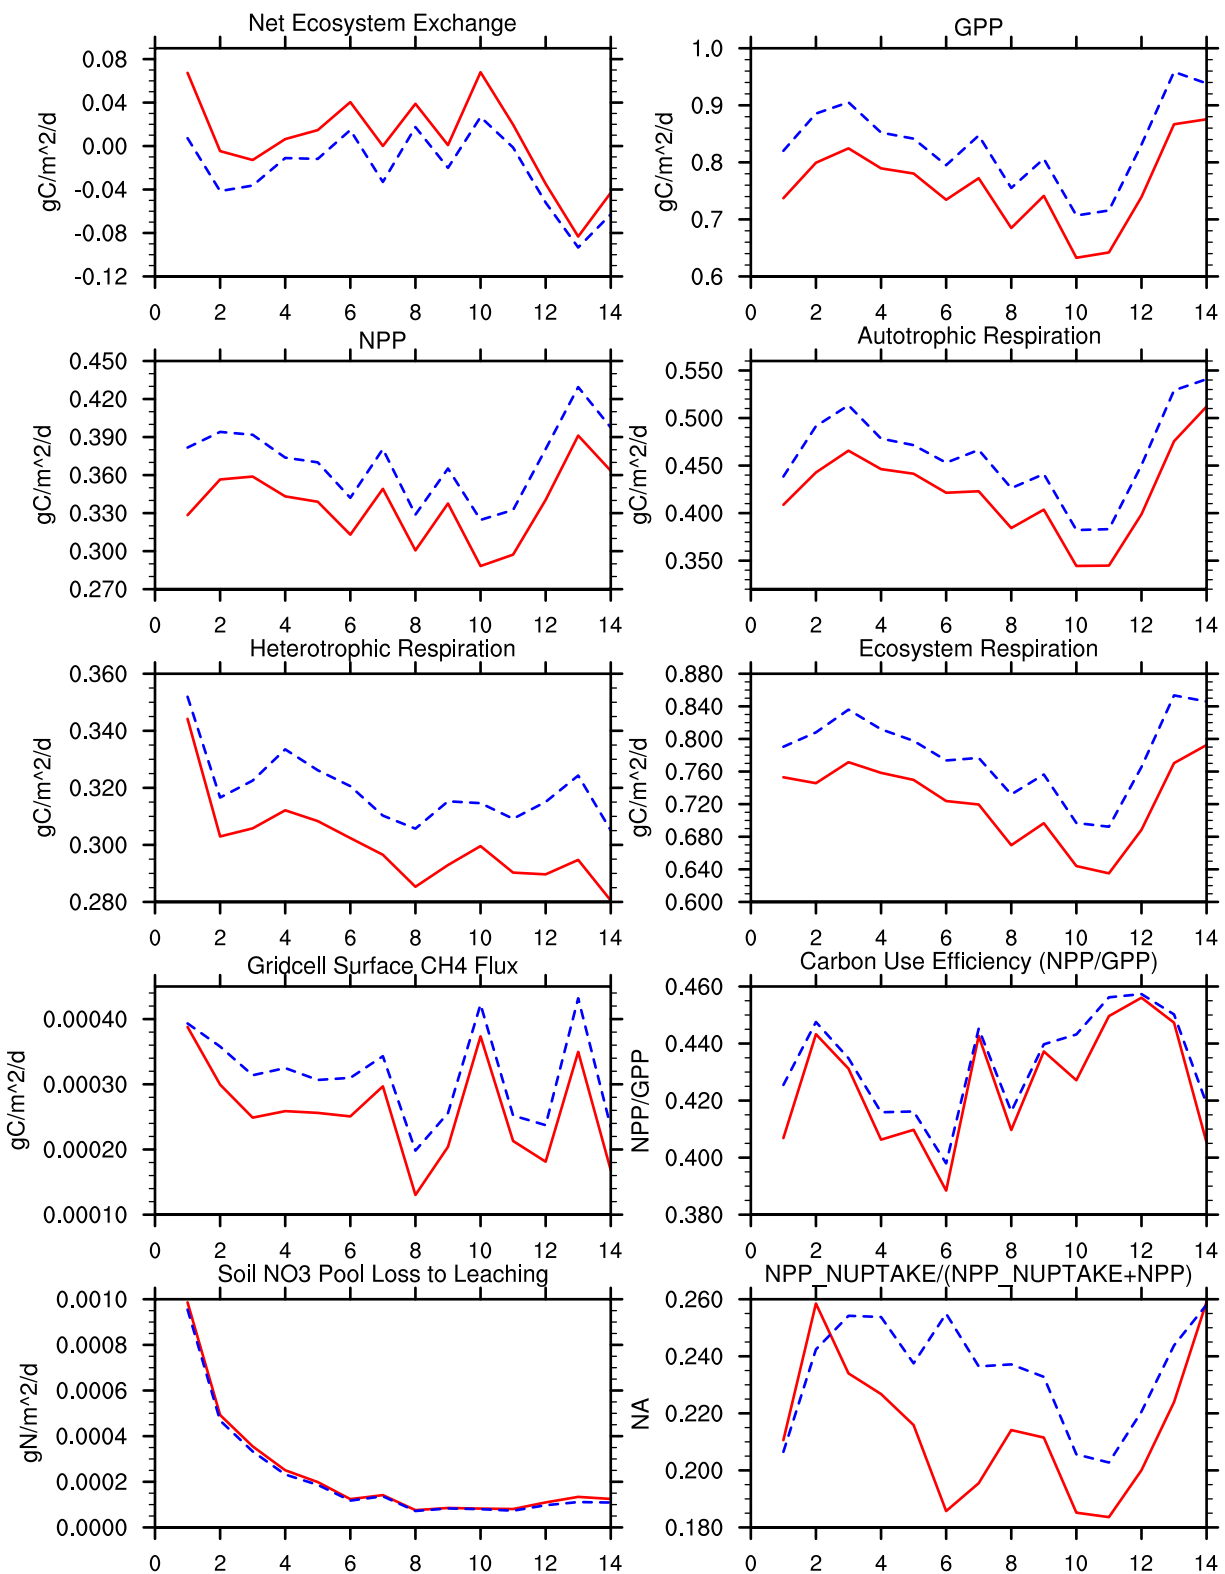 Net Ecosystem Exchange
gC/m^2/d
0.08
0.04
0.00
-0.04
-0.08
-0.12
0 2 4 6 8 10 12 14
GPP
gC/m^2/d
1.0
0.9
0.8
0.7
0.6
0 2 4 6 8 10 12 14
NPP
gC/m^2/d
0.450
0.420
0.390
0.360
0.330
0.300
0.270
0 2 4 6 8 10 12 14
Autotrophic Respiration
gC/m^2/d
0.550
0.500
0.450
0.400
0.350
0 2 4 6 8 10 12 14
Heterotrophic Respiration
gC/m^2/d
0.360
0.340
0.320
0.300
0.280
0 2 4 6 8 10 12 14
Ecosystem Respiration
gC/m^2/d
0.880
0.840
0.800
0.760
0.720
0.680
0.640
0.600
0 2 4 6 8 10 12 14
Gridcell Surface CH4 Flux
gC/m^2/d
0.00040
0.00030
0.00020
0.00010
0 2 4 6 8 10 12 14
Carbon Use Efficiency (NPP/GPP)
NPP/GPP
0.460
0.440
0.420
0.400
0.380
0 2 4 6 8 10 12 14
Soil NO3 Pool Loss to Leaching
gN/m^2/d
0.0010
0.0008
0.0006
0.0004
0.0002
0.0000
0 2 4 6 8 10 12 14
NPP_NUPTAKE/(NPP_NUPTAKE+NPP)
NA
0.260
0.240
0.220
0.200
0.180
0 2 4 6 8 10 12 14